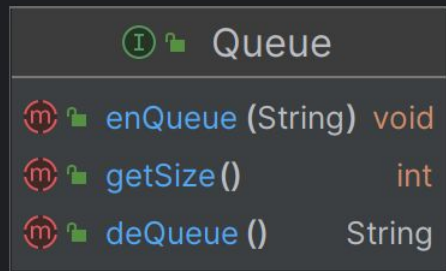 Queue
enQueue (String) void
getSize() int
deQueue () String